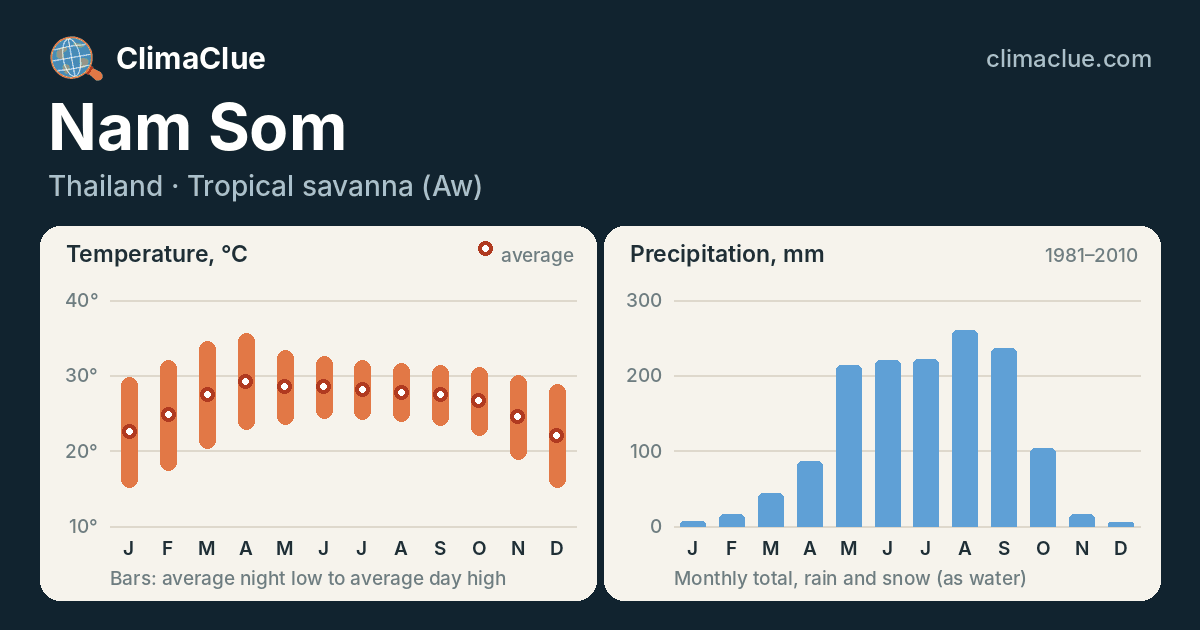 ClimaClue
climaclue.com
Nam Som
Thailand · Tropical savanna (Aw)
Temperature, °C
average
40°
30°
20°
10°
J F M A M J J A S O N D
Bars: average night low to average day high
Precipitation, mm
1981–2010
300
200
100
0
J F M A M J J A S O N D
Monthly total, rain and snow (as water)